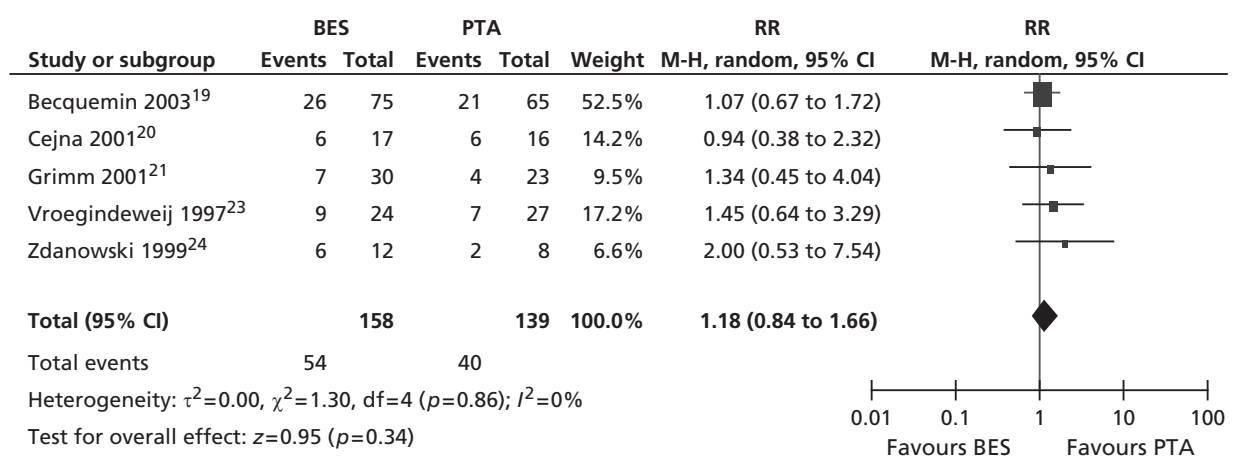 BES PTA RR RR
Study or subgroup Events Total Events Total Weight M-H, random, 95% CI M-H, random, 95% CI
Becquemin 2003¹⁹ 26 75 21 65 52.5% 1.07 (0.67 to 1.72)
Cejna 2001²⁰ 6 17 6 16 14.2% 0.94 (0.38 to 2.32)
Grimm 2001²¹ 7 30 4 23 9.5% 1.34 (0.45 to 4.04)
Vroegindeweij 1997²³ 9 24 7 27 17.2% 1.45 (0.64 to 3.29)
Zdanowski 1999²⁴ 6 12 2 8 6.6% 2.00 (0.53 to 7.54)
Total (95% CI) 158 139 100.0% 1.18 (0.84 to 1.66)
Total events 54 40
Heterogeneity: τ²=0.00, χ²=1.30, df=4 (p=0.86); I²=0%
Test for overall effect: z=0.95 (p=0.34)
0.01 0.1 1 10 100
Favours BES Favours PTA